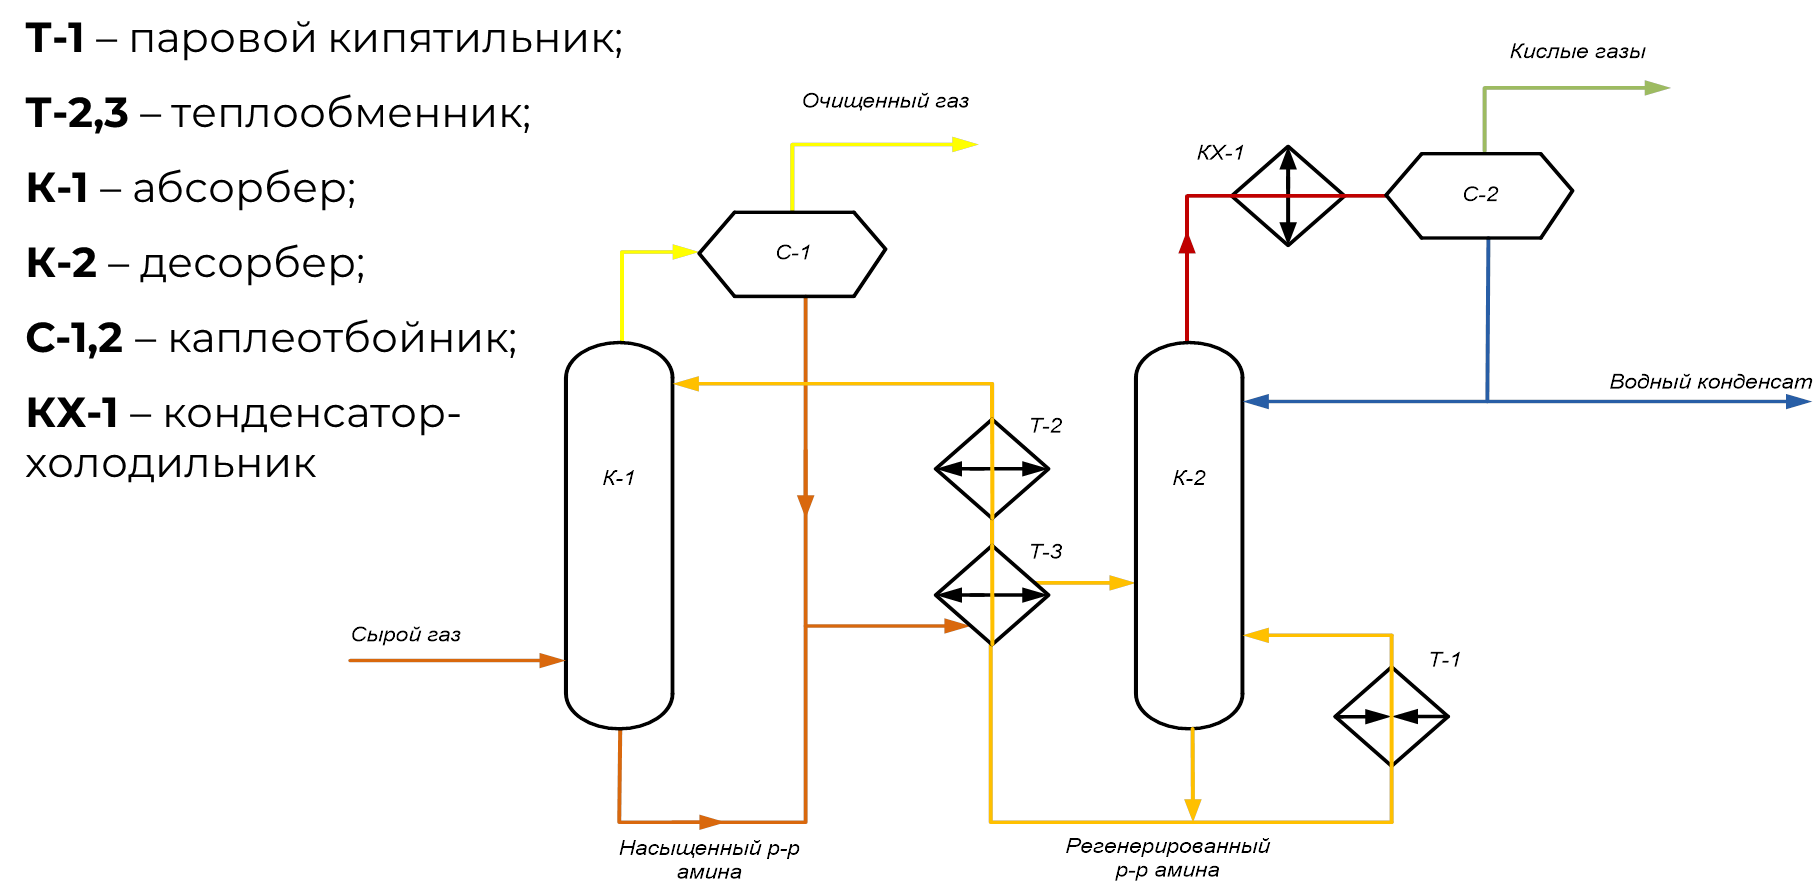 Т-1 – паровой кипятильник;
Т-2,3 – теплообменник;
К-1 – абсорбер;
К-2 – десорбер;
С-1,2 – каплеотбойник;
КХ-1 – конденсатор-
холодильник
Кислые газы
Очищенный газ
КХ-1
С-2
С-1
Водный конденсат
Т-2
К-1
К-2
Т-3
Сырой газ
Т-1
Насыщенный р-р
амина
Регенерированный
р-р амина